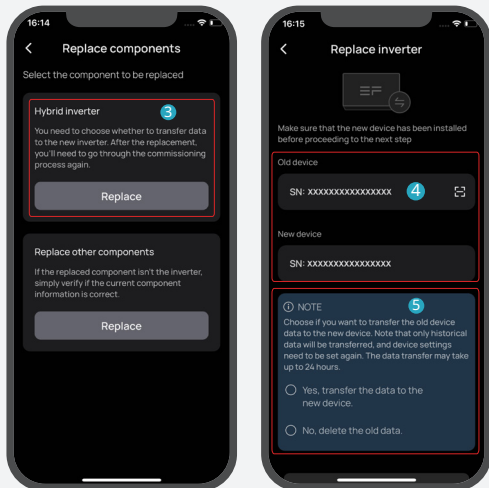 16:14
Replace components
Select the component to be replaced
Hybrid inverter
3
You need to choose whether to transfer data
to the new inverter. After the replacement,
you'll need to go through the commissioning
process again.
Replace
Replace other components
If the replaced component isn't the inverter,
simply verify if the current component
information is correct.
Replace
16:15
Replace inverter
Make sure that the new device has been installed
before proceeding to the next step
Old device
SN: XXXXXXXXXXXXXXXX
4
New device
SN: XXXXXXXXXXXXXXXX
NOTE
5
Choose if you want to transfer the old device
data to the new device. Note that only historical
data will be transferred, and device settings
need to be set again. The data transfer may take
up to 24 hours.
Yes, transfer the data to the
new device.
No, delete the old data.